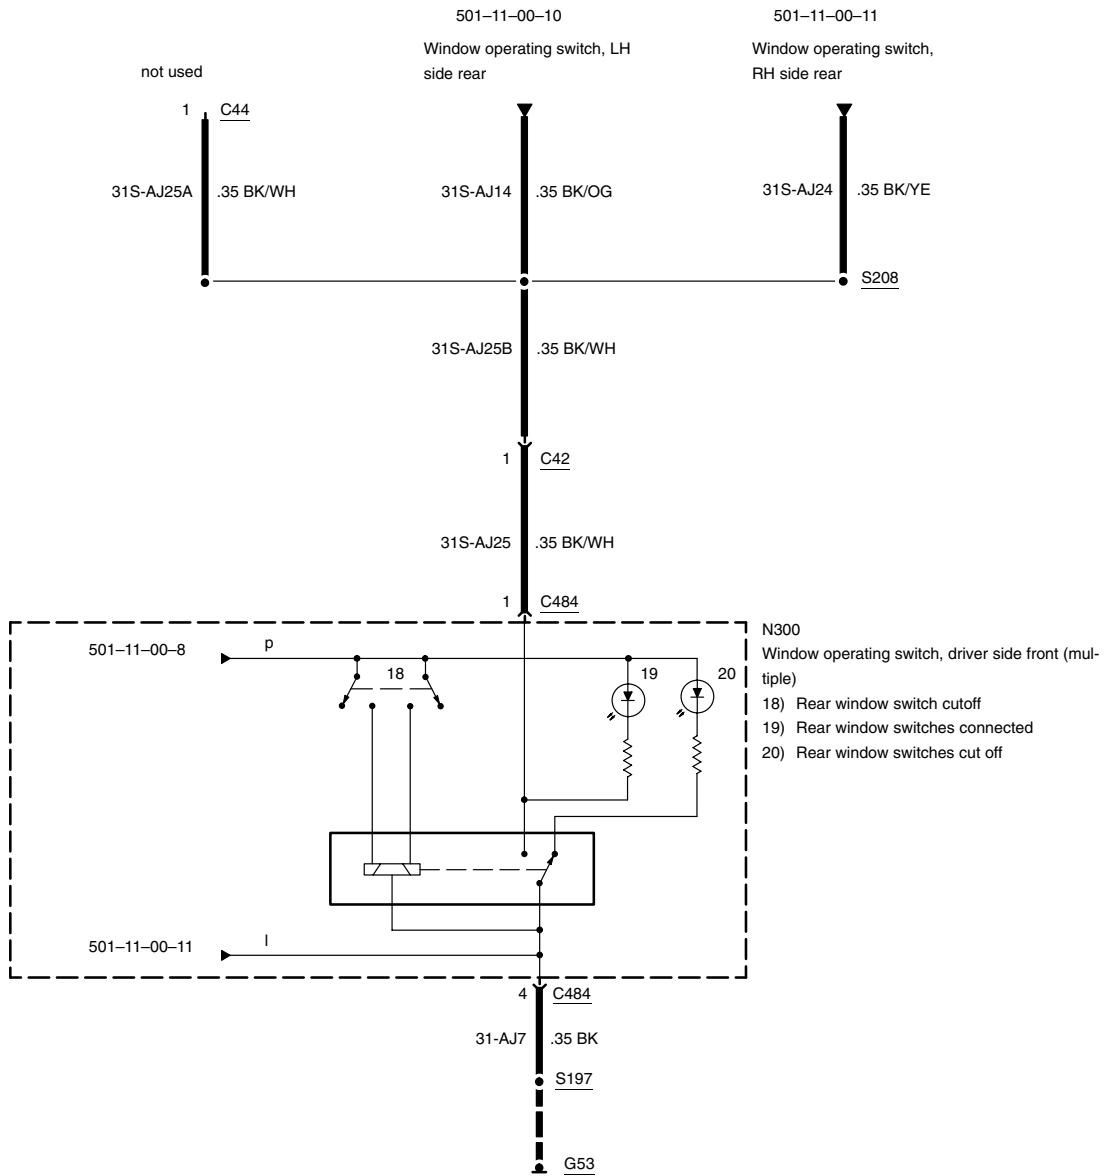 501–11–00–10
501–11–00–11
Window operating switch, LH
side rear
Window operating switch,
RH side rear
not used
1
C44
31S-AJ25A
.35 BK/WH
31S-AJ14
.35 BK/OG
31S-AJ24
.35 BK/YE
S208
31S-AJ25B
.35 BK/WH
1
C42
31S-AJ25
.35 BK/WH
1
C484
501–11–00–8
p
18
19
20
N300
Window operating switch, driver side front (mul-
tiple)
18) Rear window switch cutoff
19) Rear window switches connected
20) Rear window switches cut off
501–11–00–11
l
4
C484
31-AJ7
.35 BK
S197
G53